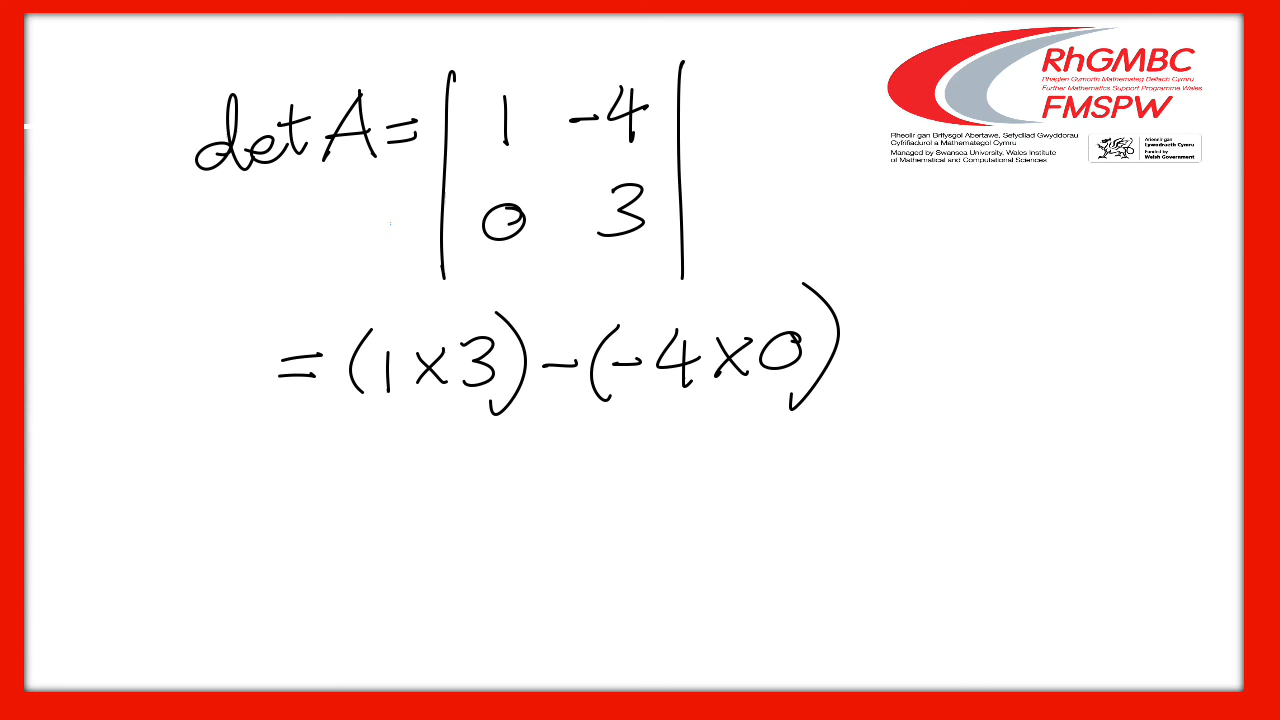 det A = | 1 -4 |
| 0 3 |
= (1 × 3) - (-4 × 0)
RhGMBC
Rhaglen Gymorth Mathemateg Bellach Cymru
Further Mathematics Support Programme Wales
FMSPW
Rheolir gan Brifysgol Abertawe, Sefydliad Gwyddorau
Cyfrifiadurol a Mathemategol Cymru
Managed by Swansea University, Wales Institute
of Mathematical and Computational Sciences
Ariennir gan
Lywodraeth Cymru
Funded by
Welsh Government